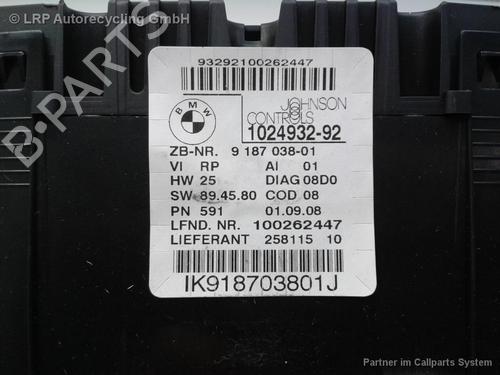 LRP Autorecycling GmbH
93292100262447
BMW
JOHNSON
CONTROLS
1024932-92
ZB-NR. 9 187 038-01
VI RP AI 01
HW 25 DIAG 08D0
SW 89.45.80 COD 08
PN 591 01.09.08
LFND. NR. 100262447
LIEFERANT 258115 10
IK918703801J
Partner im Callparts System